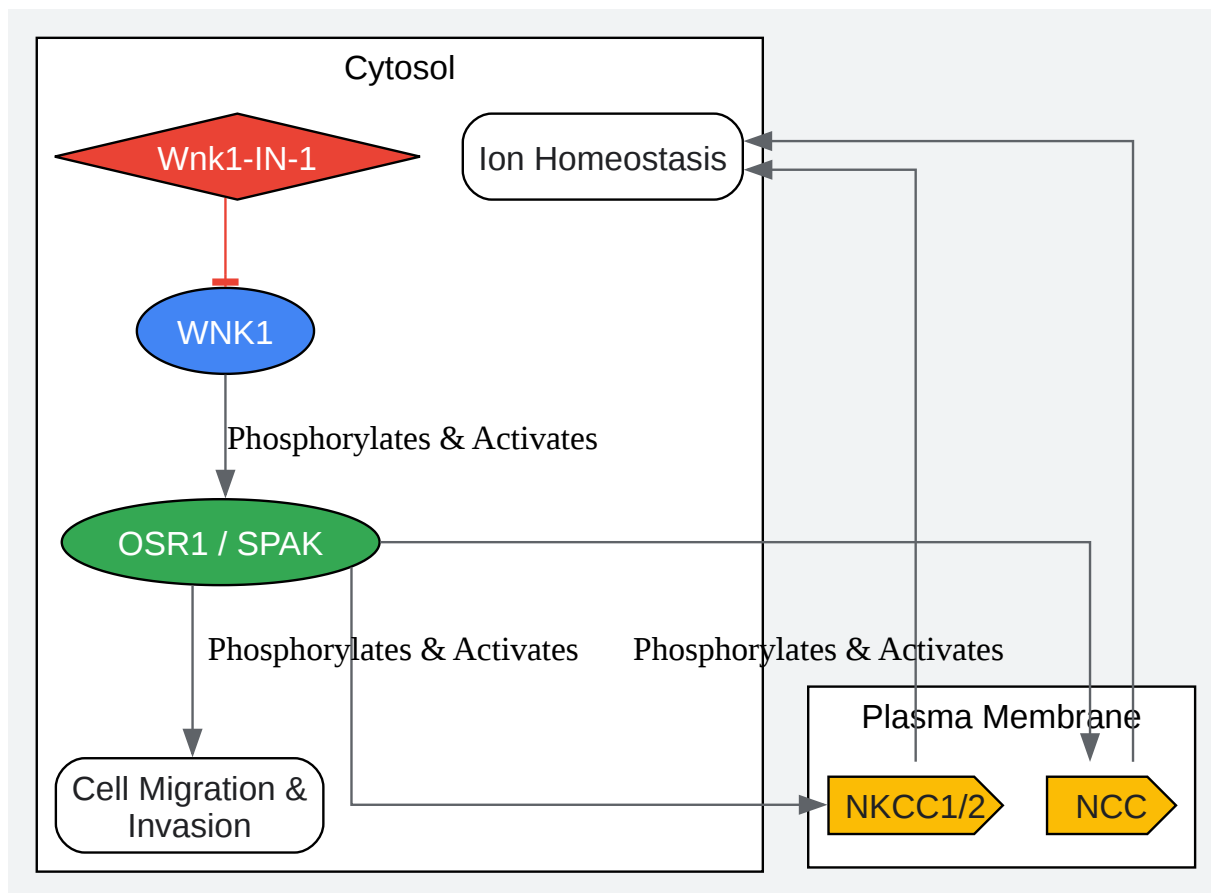 Cytosol
Wnk1-IN-1
Ion Homeostasis
WNK1
Phosphorylates & Activates
OSR1 / SPAK
Phosphorylates & Activates
Phosphorylates & Activates
Plasma Membrane
Cell Migration &
Invasion
NKCC1/2
NCC